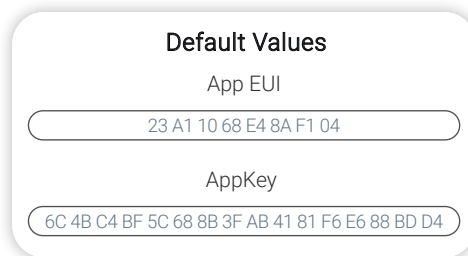 Default Values
App EUI
23 A1 10 68 E4 8A F1 04
AppKey
6C 4B C4 BF 5C 68 8B 3F AB 41 81 F6 E6 88 BD D4